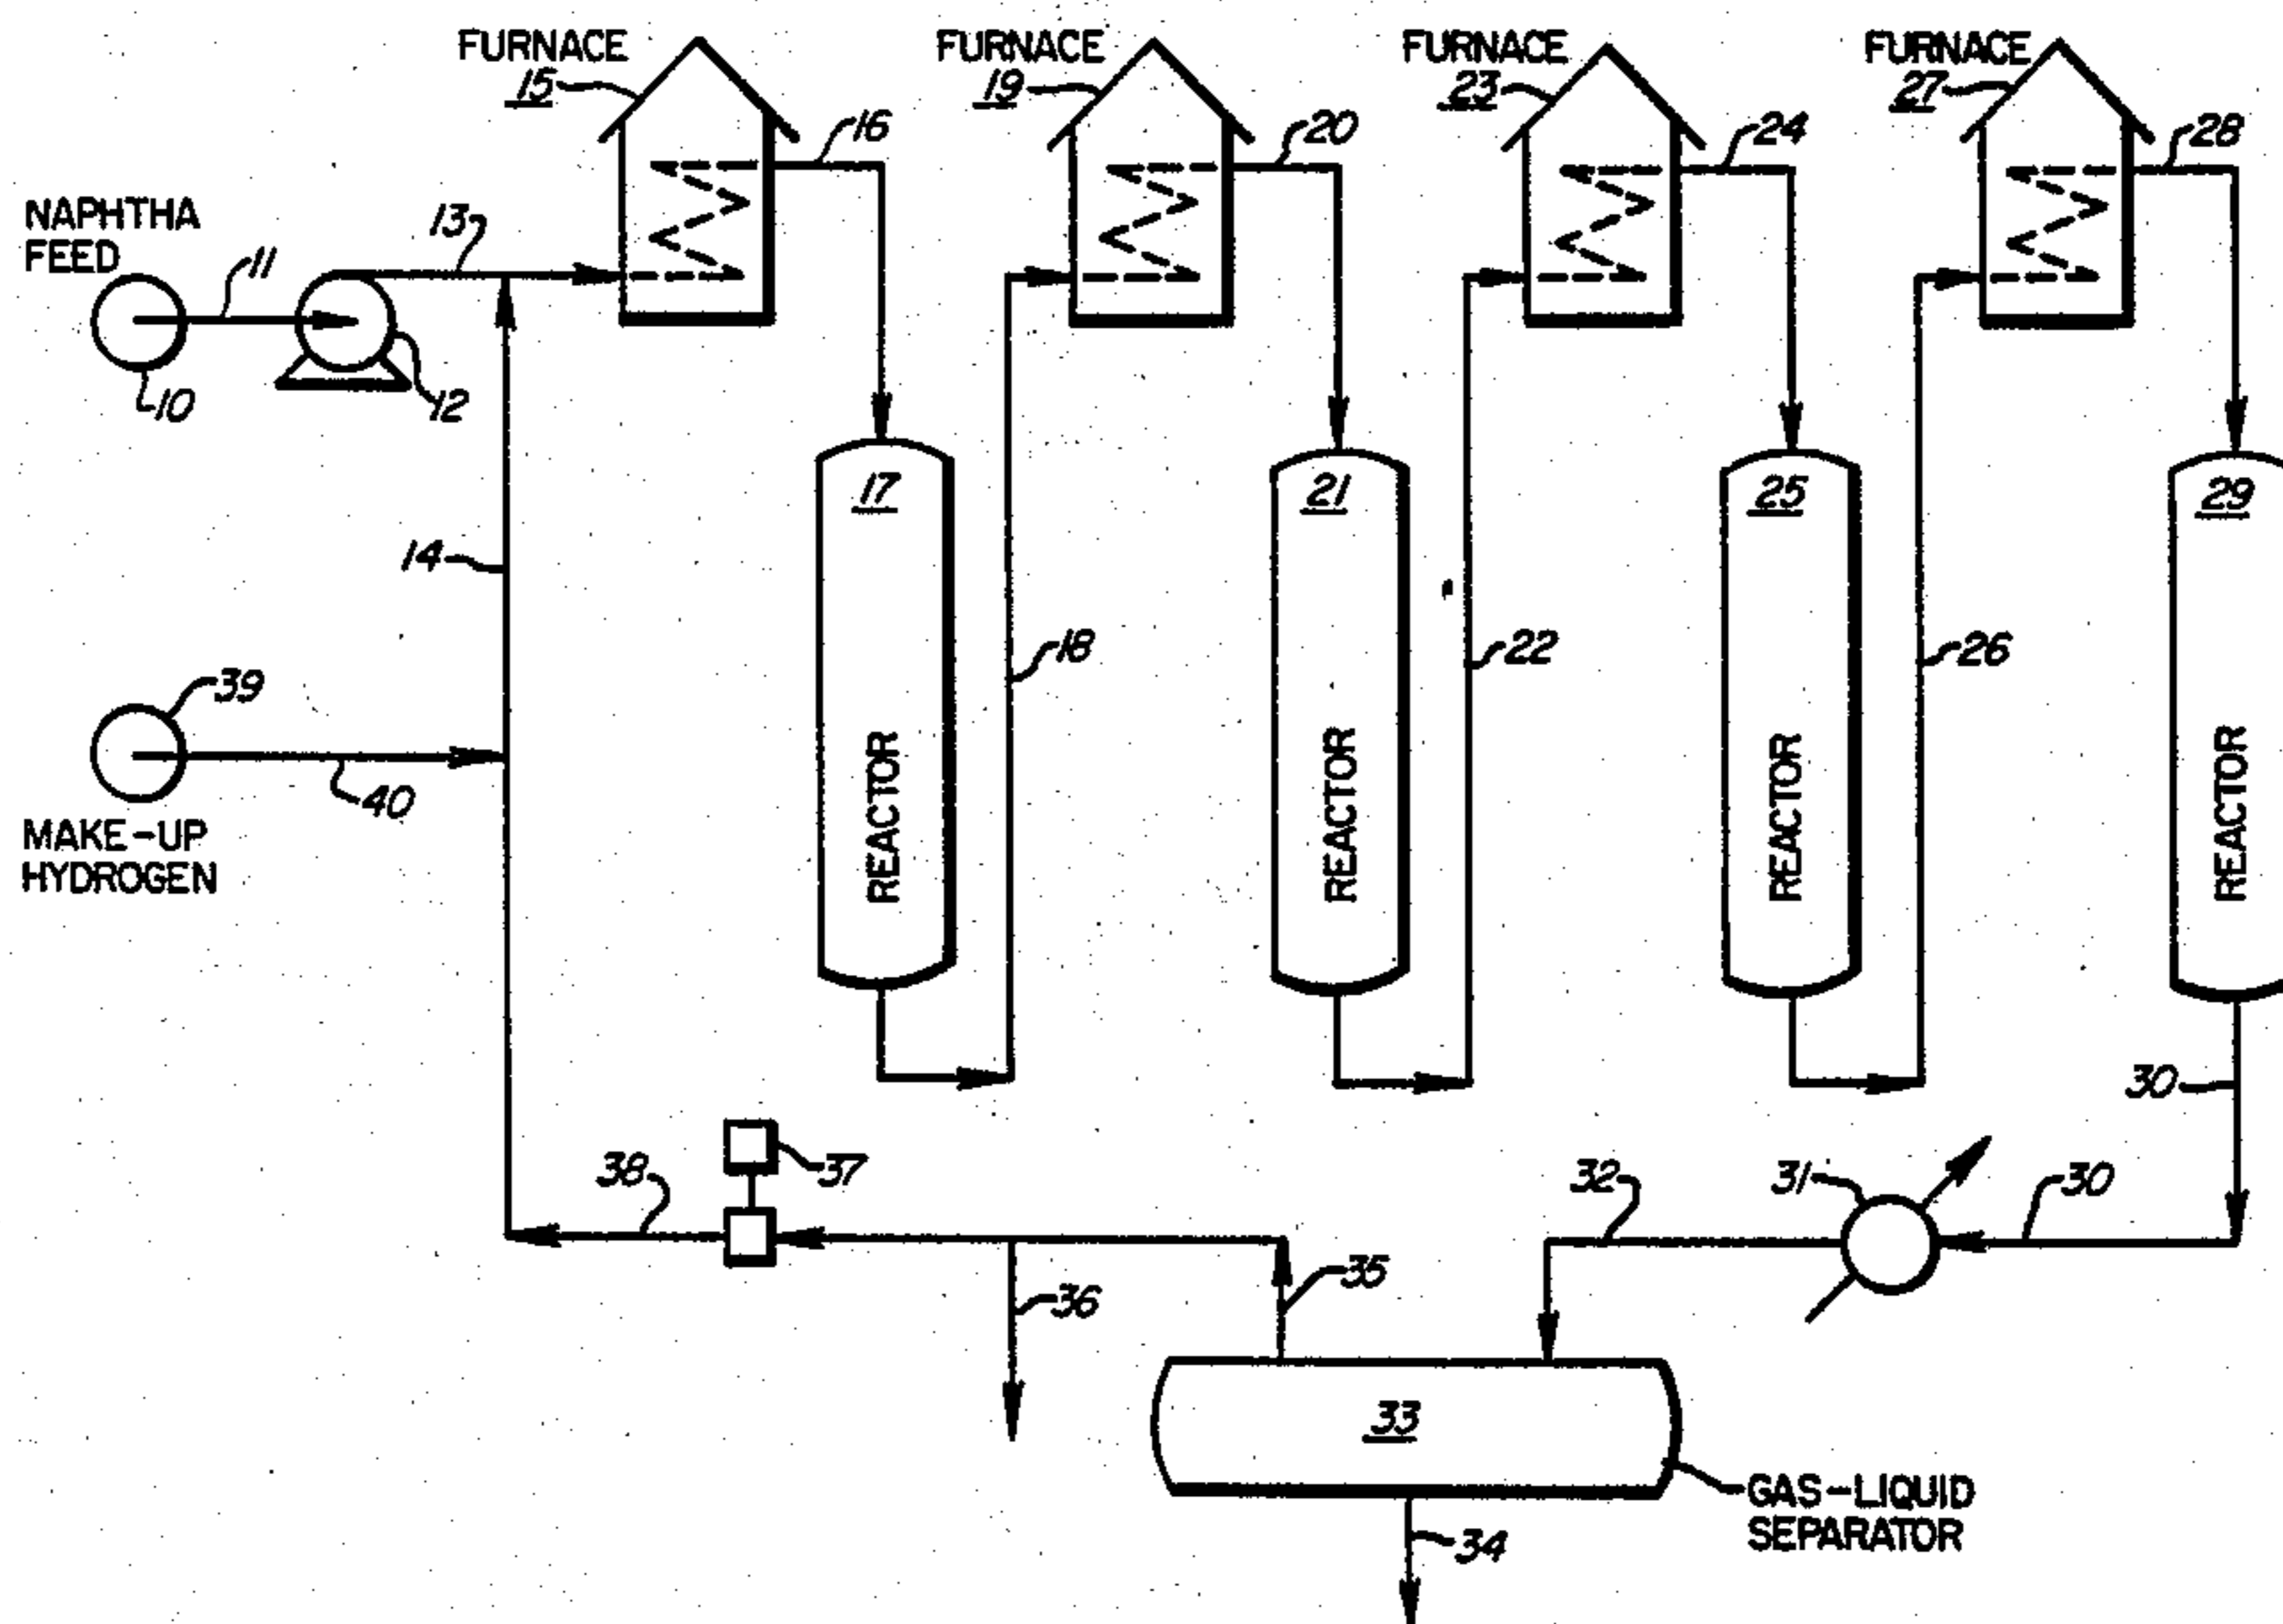 FURNACE
15
FURNACE
19
FURNACE
23
FURNACE
27
16
20
24
28
NAPHTHA
FEED
11
13
10
12
17
21
25
29
14
18
22
26
39
40
MAKE-UP
HYDROGEN
REACTOR
REACTOR
REACTOR
REACTOR
30
38
37
32
31
30
36
35
33
GAS-LIQUID
SEPARATOR
34